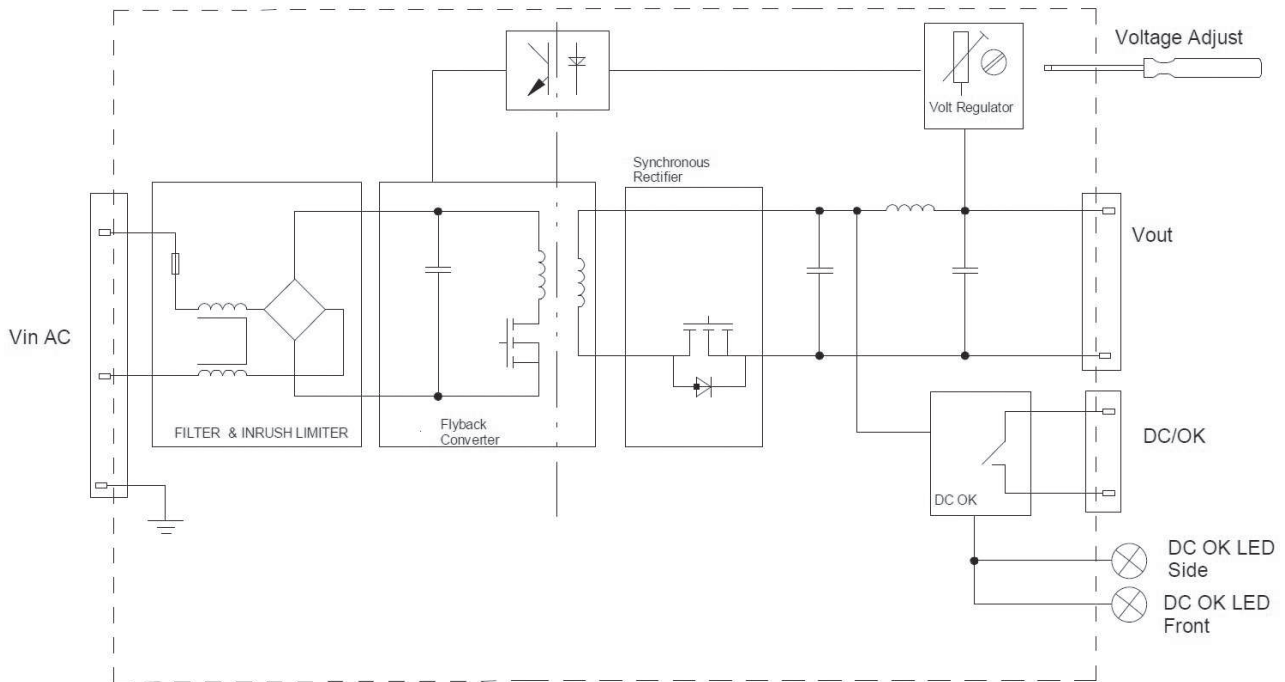 Voltage Adjust
Volt Regulator
Synchronous
Rectifier
Vout
Vin AC
FILTER & INRUSH LIMITER
Flyback
Converter
DC/OK
DC OK
DC OK LED
Side
DC OK LED
Front